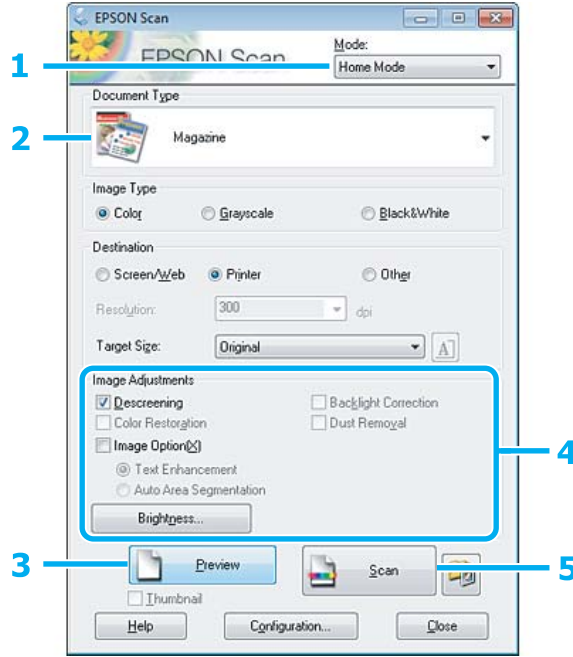 EPSON Scan
EPSON Scan
Mode:
1
Home Mode
Document Type
2
Magazine
Image Type
Color Grayscale Black&White
Destination
Screen/Web Printer Other
Resolution: 300 dpi
Target Size: Original A
Image Adjustments
Descreening Backlight Correction
Color Restoration Dust Removal
Image Option(X)
4
Text Enhancement
Auto Area Segmentation
Brightness...
3 Preview Scan 5
Thumbnail
Help Configuration... Close